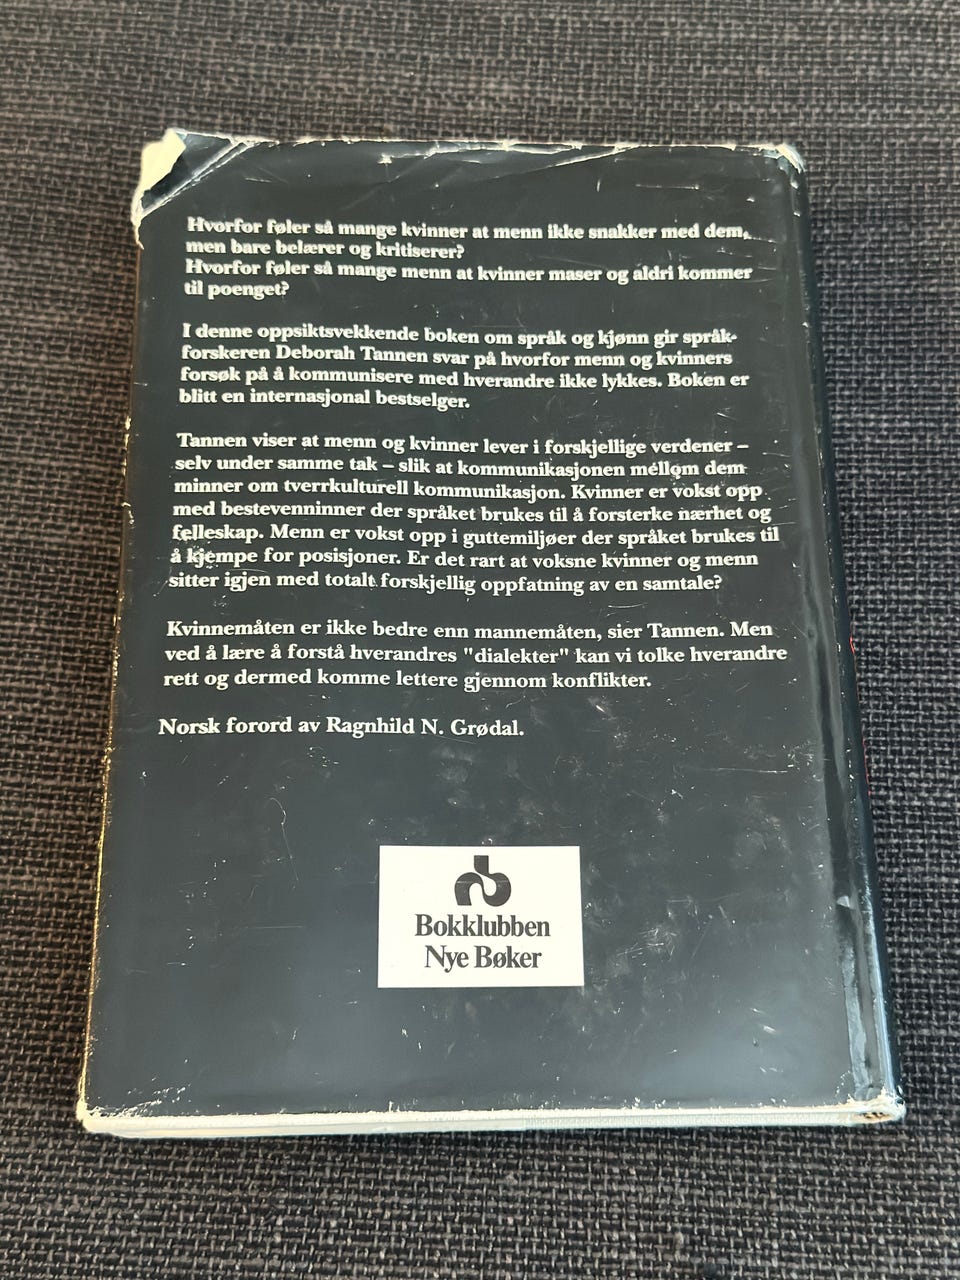 Hvorfor føler så mange kvinner at menn ikke snakker med dem,
men bare belærer og kritiserer?
Hvorfor føler så mange menn at kvinner maser og aldri kommer
til poenget?
I denne oppsiktsvekkende boken om språk og kjønn gir språk-
forskeren Deborah Tannen svar på hvorfor menn og kvinners
forsøk på å kommunisere med hverandre ikke lykkes. Boken er
blitt en internasjonal bestselger.
Tannen viser at menn og kvinner lever i forskjellige verdener –
selv under samme tak – slik at kommunikasjonen mellom dem
minner om tverrkulturell kommunikasjon. Kvinner er vokst opp
med bestevenninner der språket brukes til å forsterke nærhet og
felleskap. Menn er vokst opp i guttemiljøer der språket brukes til
å kjempe for posisjoner. Er det rart at voksne kvinner og menn
sitter igjen med totalt forskjellig oppfatning av en samtale?
Kvinnemåten er ikke bedre enn mannemåten, sier Tannen. Men
ved å lære å forstå hverandres "dialekter" kan vi tolke hverandre
rett og dermed komme lettere gjennom konflikter.
Norsk forord av Ragnhild N. Grødal.
Bokklubben
Nye Bøker